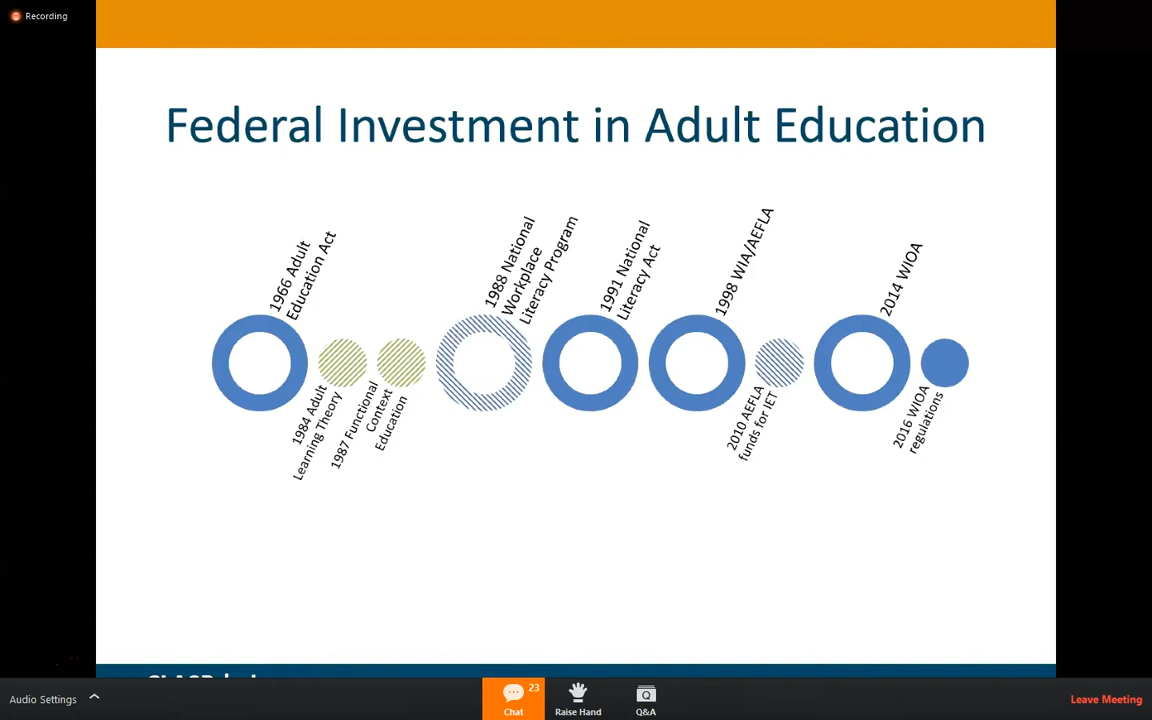 Recording
Federal Investment in Adult Education
1966 Adult
Education Act
1984 Adult
Learning Theory
1987 Functional
Context
Education
1988 National
Workplace
Literacy Program
1991 National
Literacy Act
1998 WIA/AEFLA
2010 AEFLA
funds for IET
2014 WIOA
2016 WIOA
regulations
Audio Settings
23
Chat
Raise Hand
Q
Q&A
Leave Meeting